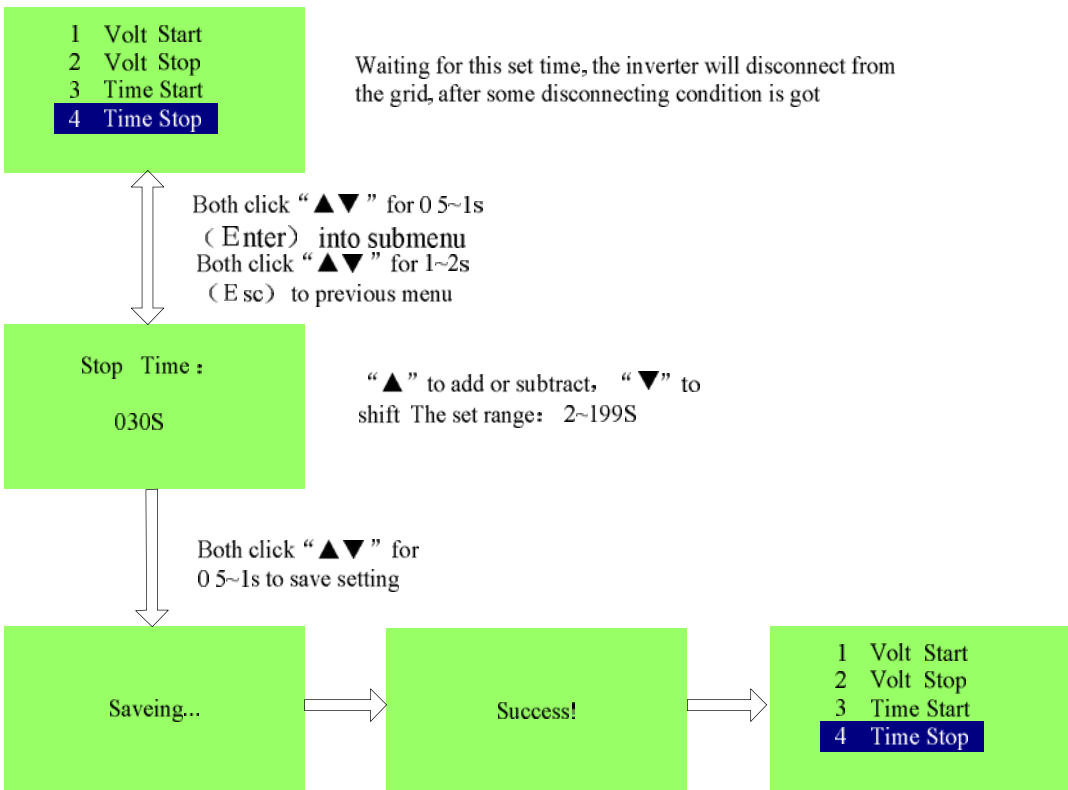 1 Volt Start
2 Volt Stop
3 Time Start
4 Time Stop
Waiting for this set time, the inverter will disconnect from
the grid, after some disconnecting condition is got
Both click “▲▼ ” for 0 5~1s
（Enter） into submenu
Both click “▲▼ ” for 1~2s
（E sc） to previous menu
Stop Time：
030S
“▲” to add or subtract， “▼” to
shift The set range： 2~199S
Both click “▲▼ ” for
0 5~1s to save setting
Saveing...
Success!
1 Volt Start
2 Volt Stop
3 Time Start
4 Time Stop